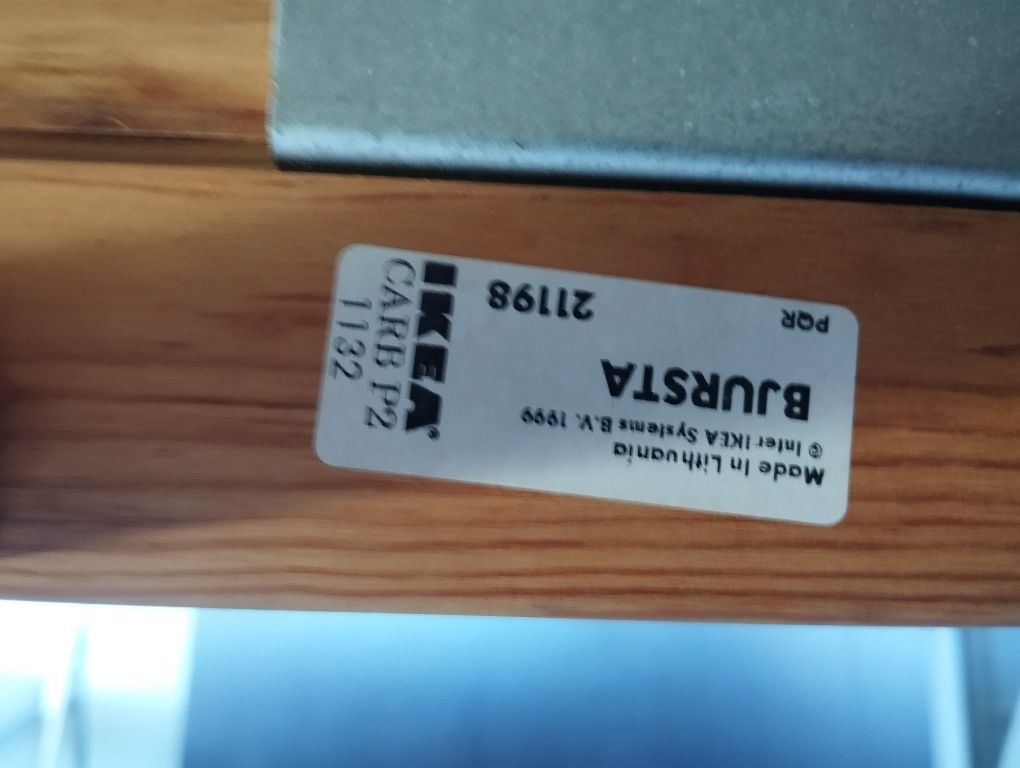 Made In Lithuania
© Inter IKEA Systems B.V. 1999
BJURSTA
PQR
21198
IKEA®
CARB P2
1132